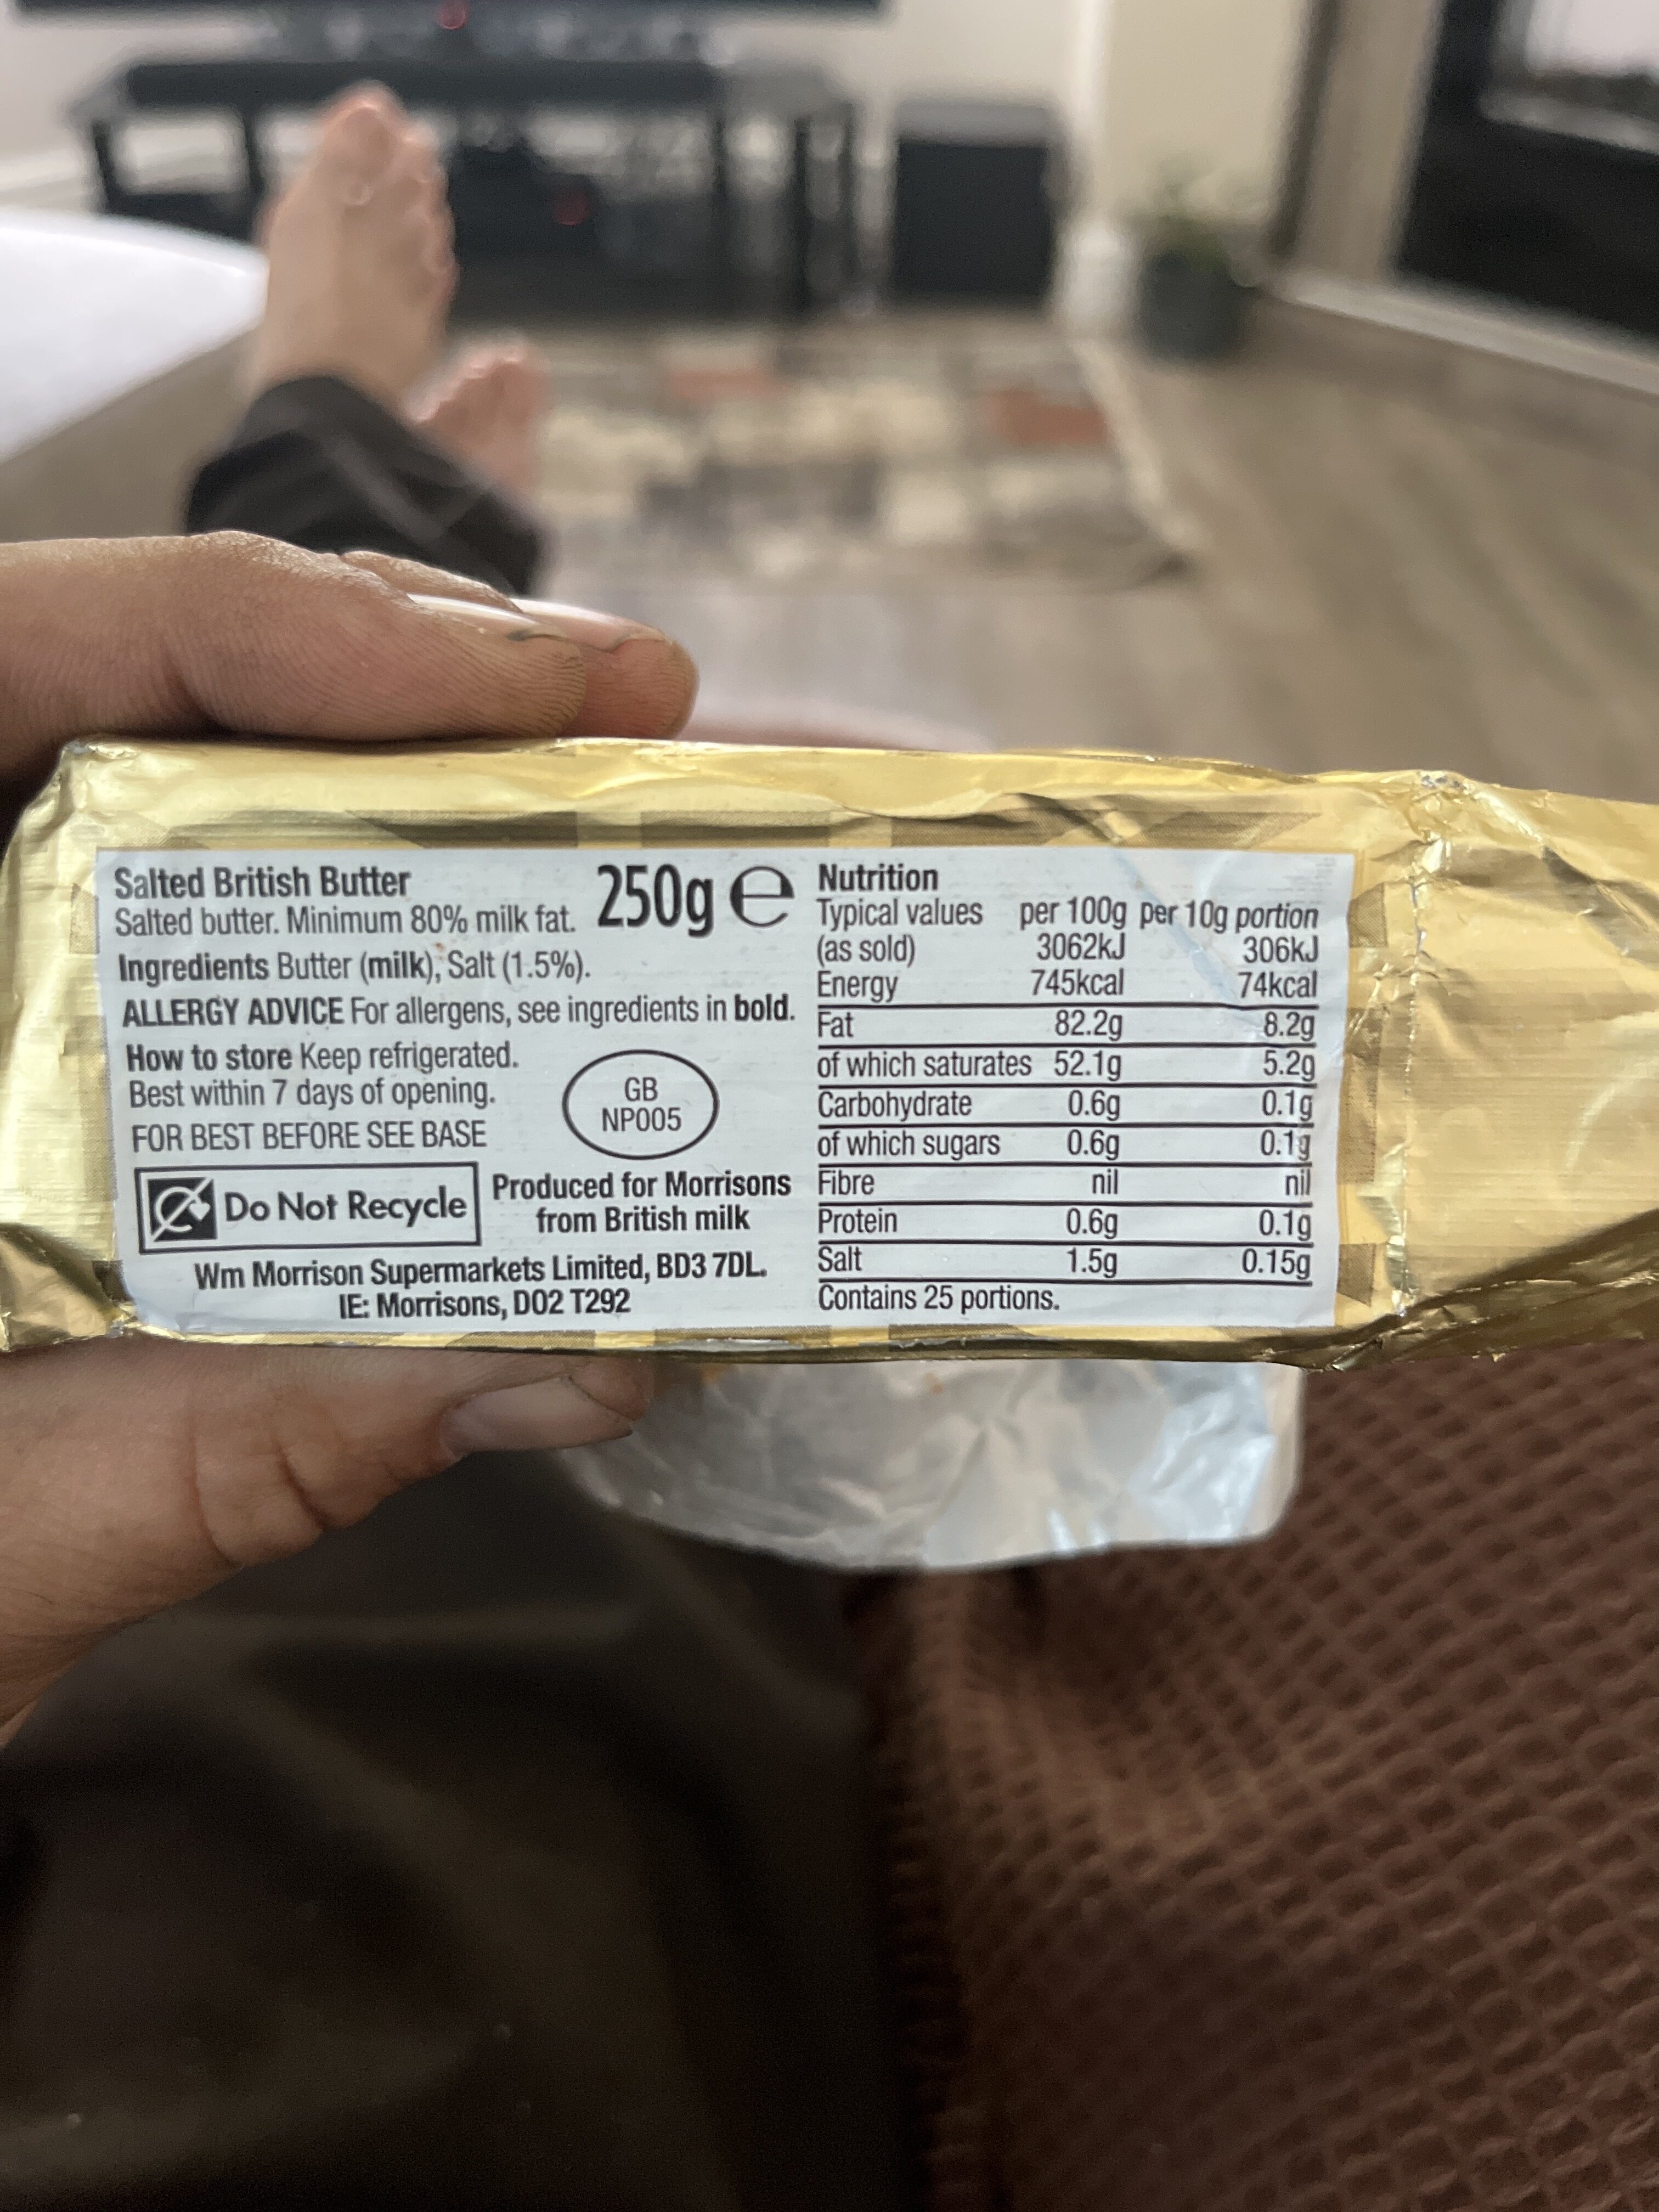 Salted British Butter
Salted butter. Minimum 80% milk fat.
250g e
Ingredients Butter (milk), Salt (1.5%).
ALLERGY ADVICE For allergens, see ingredients in bold.
How to store Keep refrigerated.
Best within 7 days of opening.
FOR BEST BEFORE SEE BASE
GB
NP005
Do Not Recycle
Produced for Morrisons
from British milk
Wm Morrison Supermarkets Limited, BD3 7DL.
IE: Morrisons, D02 T292
Nutrition
Typical values per 100g per 10g portion
(as sold) 3062kJ 306kJ
Energy 745kcal 74kcal
Fat 82.2g 8.2g
of which saturates 52.1g 5.2g
Carbohydrate 0.6g 0.1g
of which sugars 0.6g 0.1g
Fibre nil nil
Protein 0.6g 0.1g
Salt 1.5g 0.15g
Contains 25 portions.